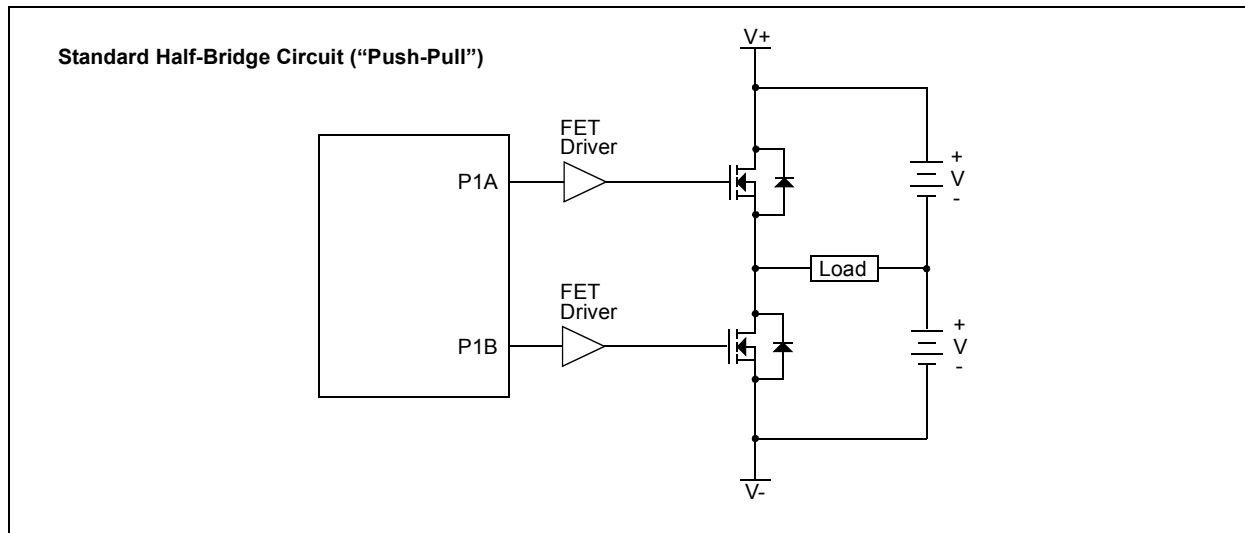 Standard Half-Bridge Circuit (“Push-Pull”)
V+
FET
Driver
P1A
+
V
-
Load
FET
Driver
P1B
+
V
-
V-